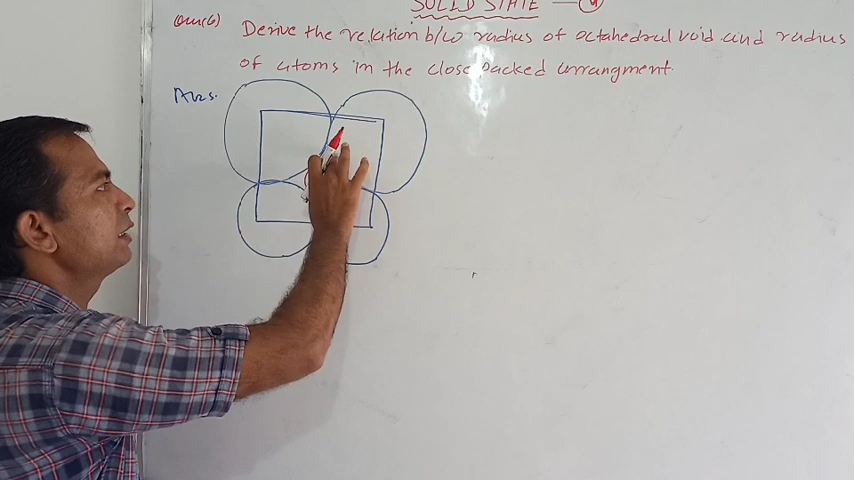 SOLID STATE —
Qus(6) Derive the relation b/w radius of octahedral void and radius
of atoms in the close packed arrangment.
Ans.